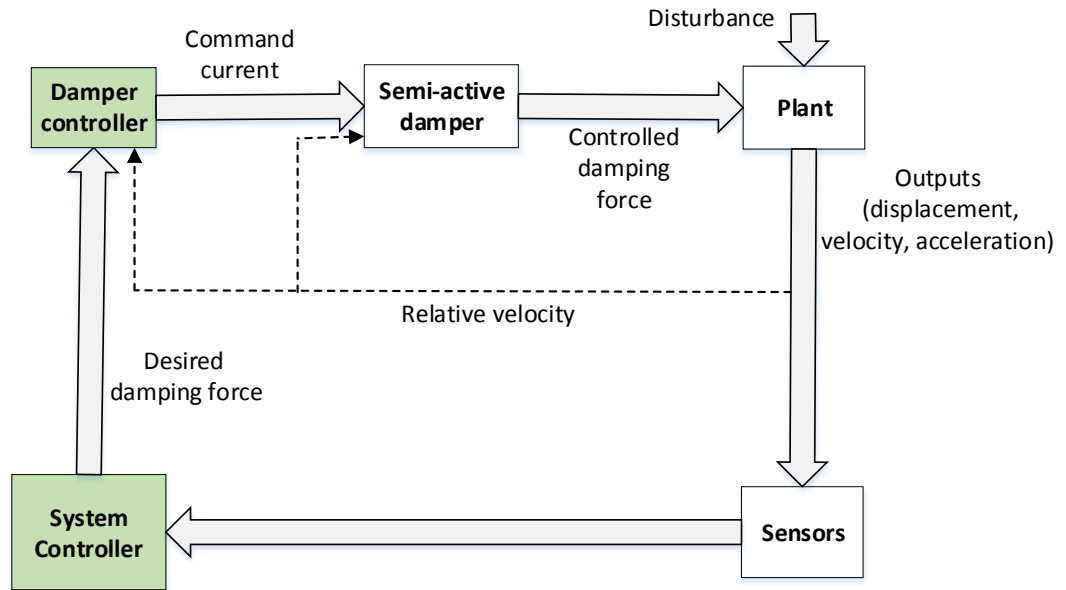 Disturbance
Command
current
Damper
controller
Semi-active
damper
Plant
Controlled
damping
force
Outputs
(displacement,
velocity, acceleration)
Relative velocity
Desired
damping force
System
Controller
Sensors